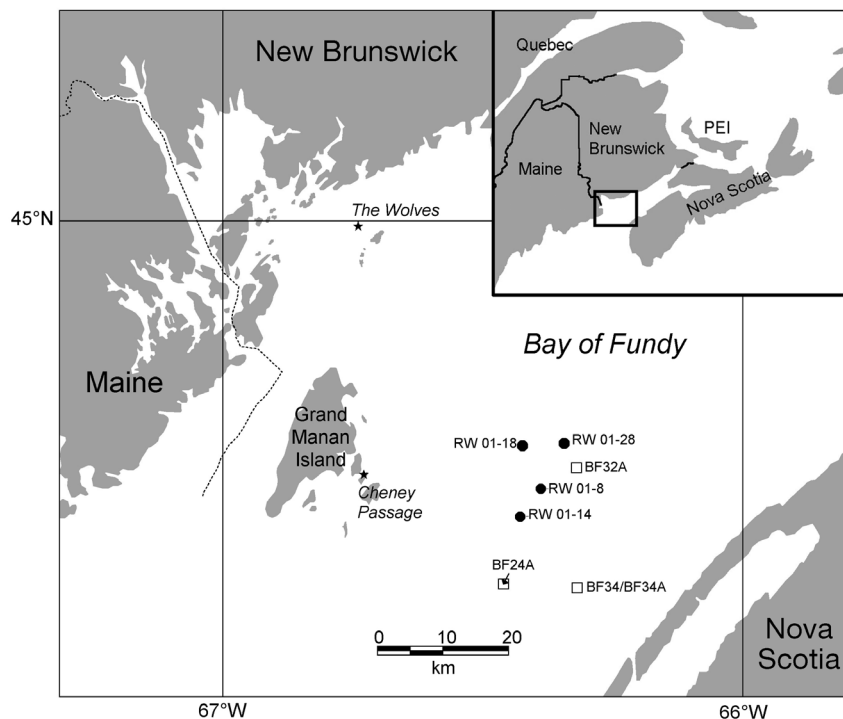 New Brunswick
Quebec
PEI
New
Brunswick
Maine
Nova Scotia
45°N
The Wolves
Bay of Fundy
Maine
Grand
Manan
Island
RW 01-18
RW 01-28
BF32A
RW 01-8
Cheney
Passage
RW 01-14
BF24A
BF34/BF34A
0 10 20
km
Nova
Scotia
67°W
66°W